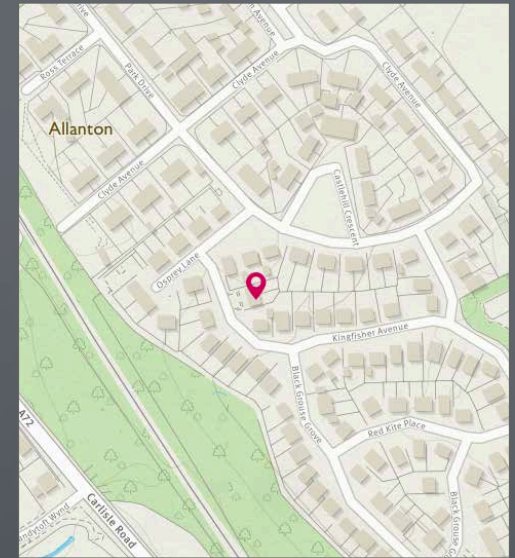 Ross Terrace
Park Drive
Clyde Avenue
Clyde Avenue
Allanton
Clyde Avenue
Castlehill Crescent
Osprey Lane
Kingfisher Avenue
Black Grouse Grove
Red Kite Place
A72
Carlisle Road
Black Grouse